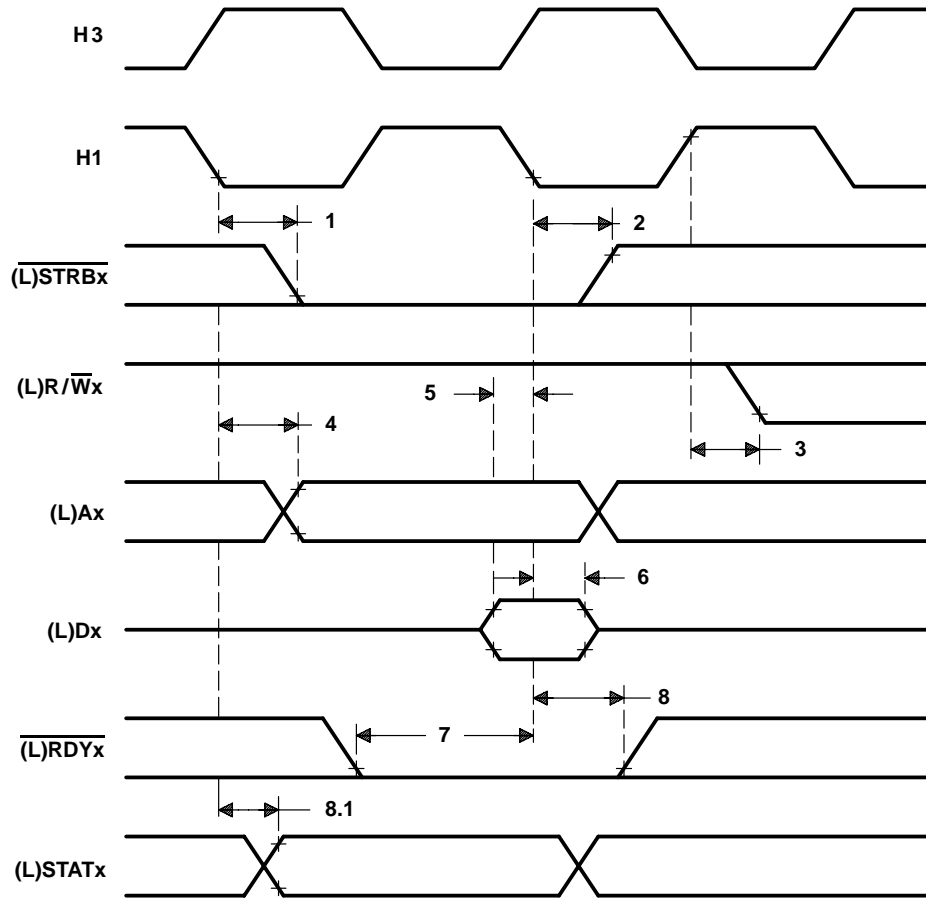 H3
H1
1
2
(L)STRBx
(L)R/Wx
5
4
3
(L)Ax
6
(L)Dx
8
(L)RDYx
7
8.1
(L)STATx